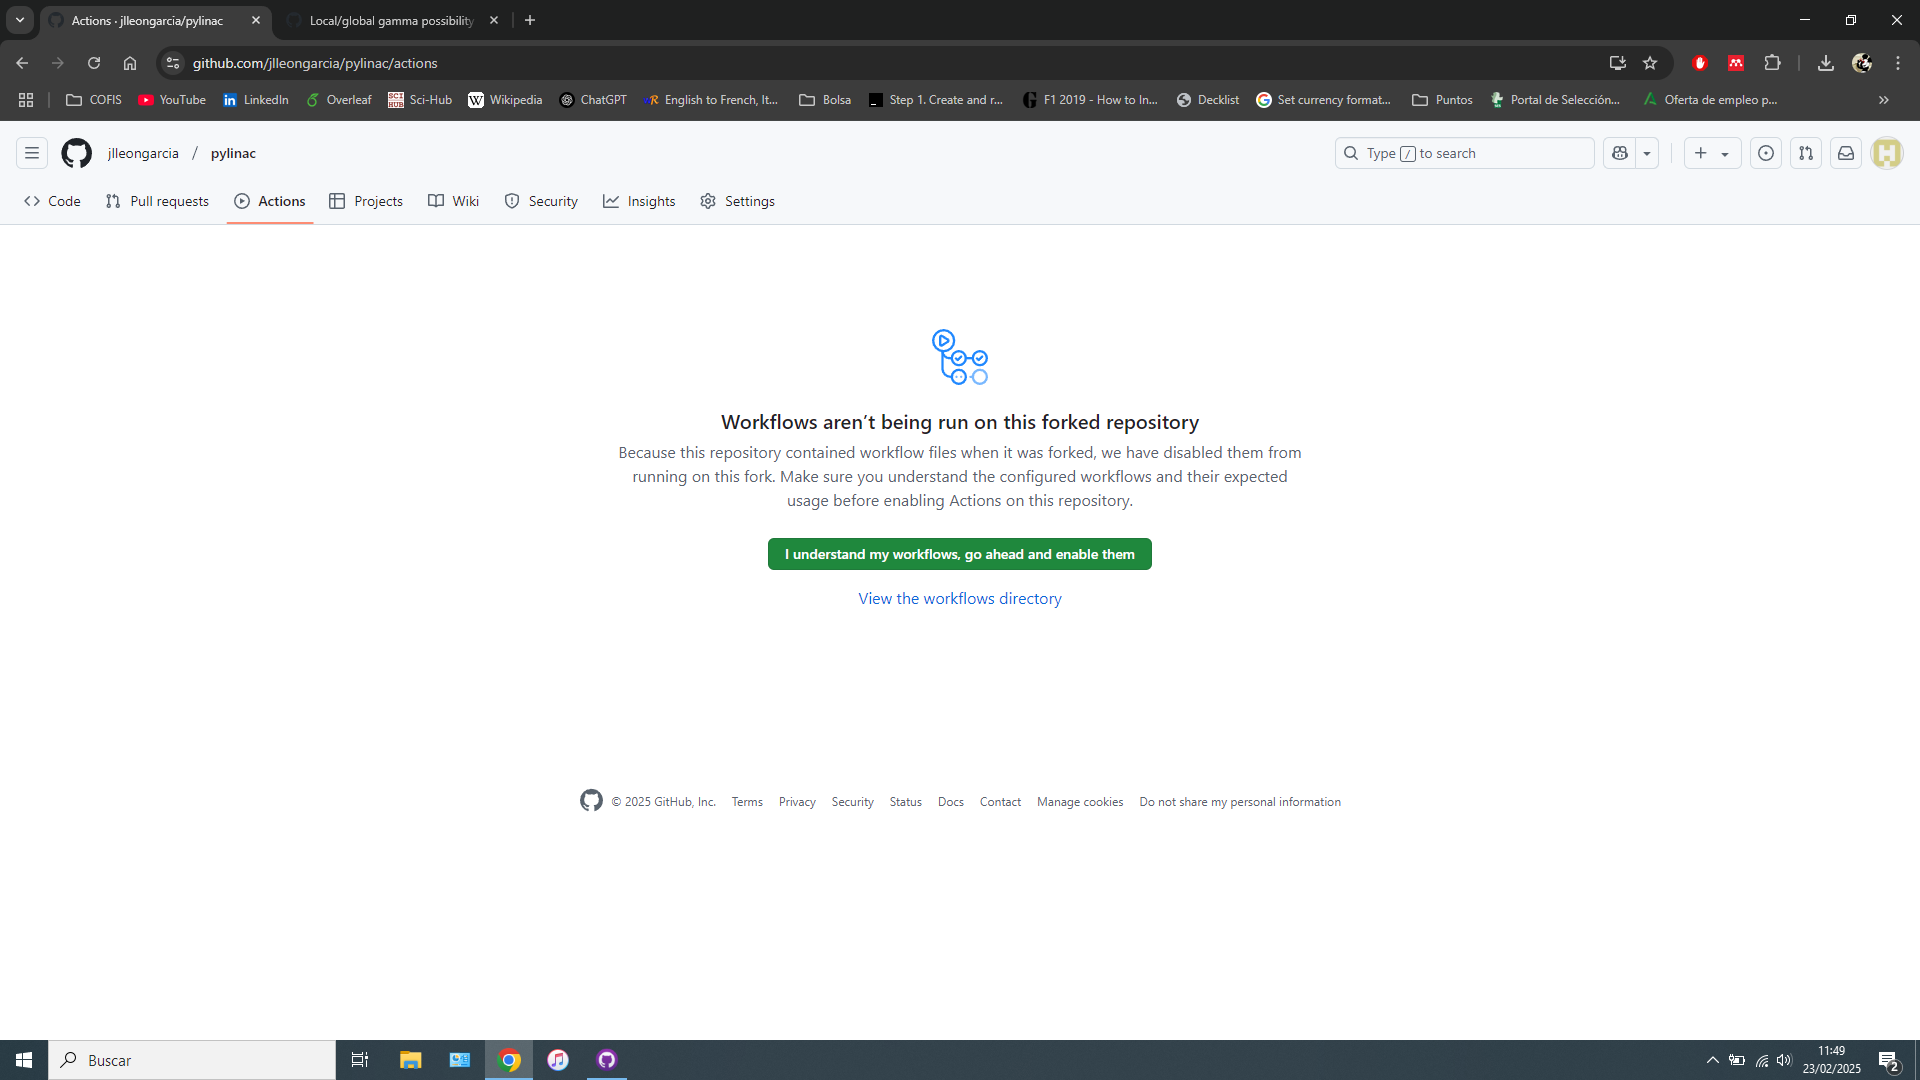 Actions · jlleongarcia/pylinac
Local/global gamma possibility
github.com/jlleongarcia/pylinac/actions
COFIS
YouTube
LinkedIn
Overleaf
Sci-Hub
Wikipedia
ChatGPT
English to French, It...
Bolsa
Step 1. Create and r...
F1 2019 - How to In...
Decklist
Set currency format...
Puntos
Portal de Selección...
Oferta de empleo p...
jlleongarcia / pylinac
Type / to search
Code
Pull requests
Actions
Projects
Wiki
Security
Insights
Settings
Workflows aren’t being run on this forked repository
Because this repository contained workflow files when it was forked, we have disabled them from
running on this fork. Make sure you understand the configured workflows and their expected
usage before enabling Actions on this repository.
I understand my workflows, go ahead and enable them
View the workflows directory
© 2025 GitHub, Inc.
Terms
Privacy
Security
Status
Docs
Contact
Manage cookies
Do not share my personal information
Buscar
11:49
23/02/2025
2